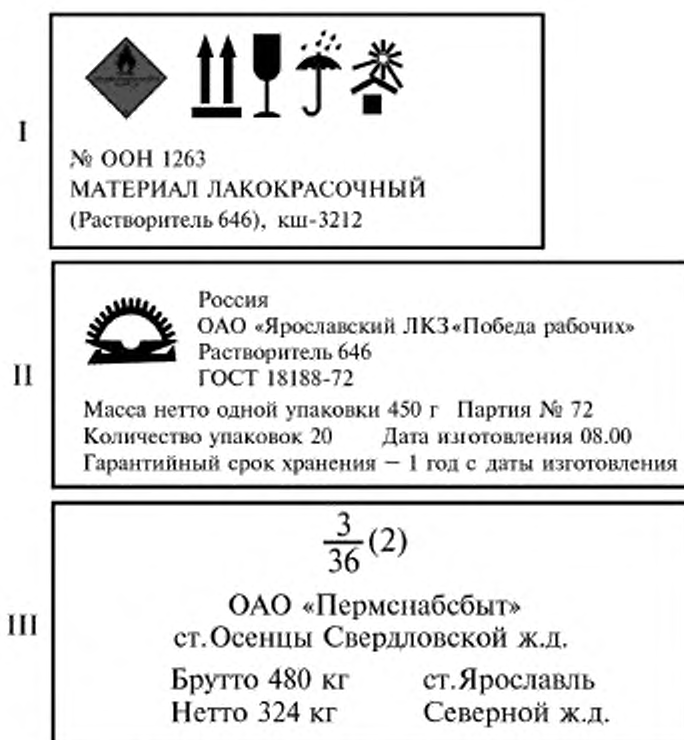 I
№ ООН 1263
МАТЕРИАЛ ЛАКОКРАСОЧНЫЙ
(Растворитель 646), кш-3212
II
Россия
ОАО «Ярославский ЛКЗ«Победа рабочих»
Растворитель 646
ГОСТ 18188-72
Масса нетто одной упаковки 450 г Партия № 72
Количество упаковок 20 Дата изготовления 08.00
Гарантийный срок хранения – 1 год с даты изготовления
III
3
36 (2)
ОАО «Пермснабсбыт»
ст.Осенцы Свердловской ж.д.
Брутто 480 кг ст.Ярославль
Нетто 324 кг Северной ж.д.